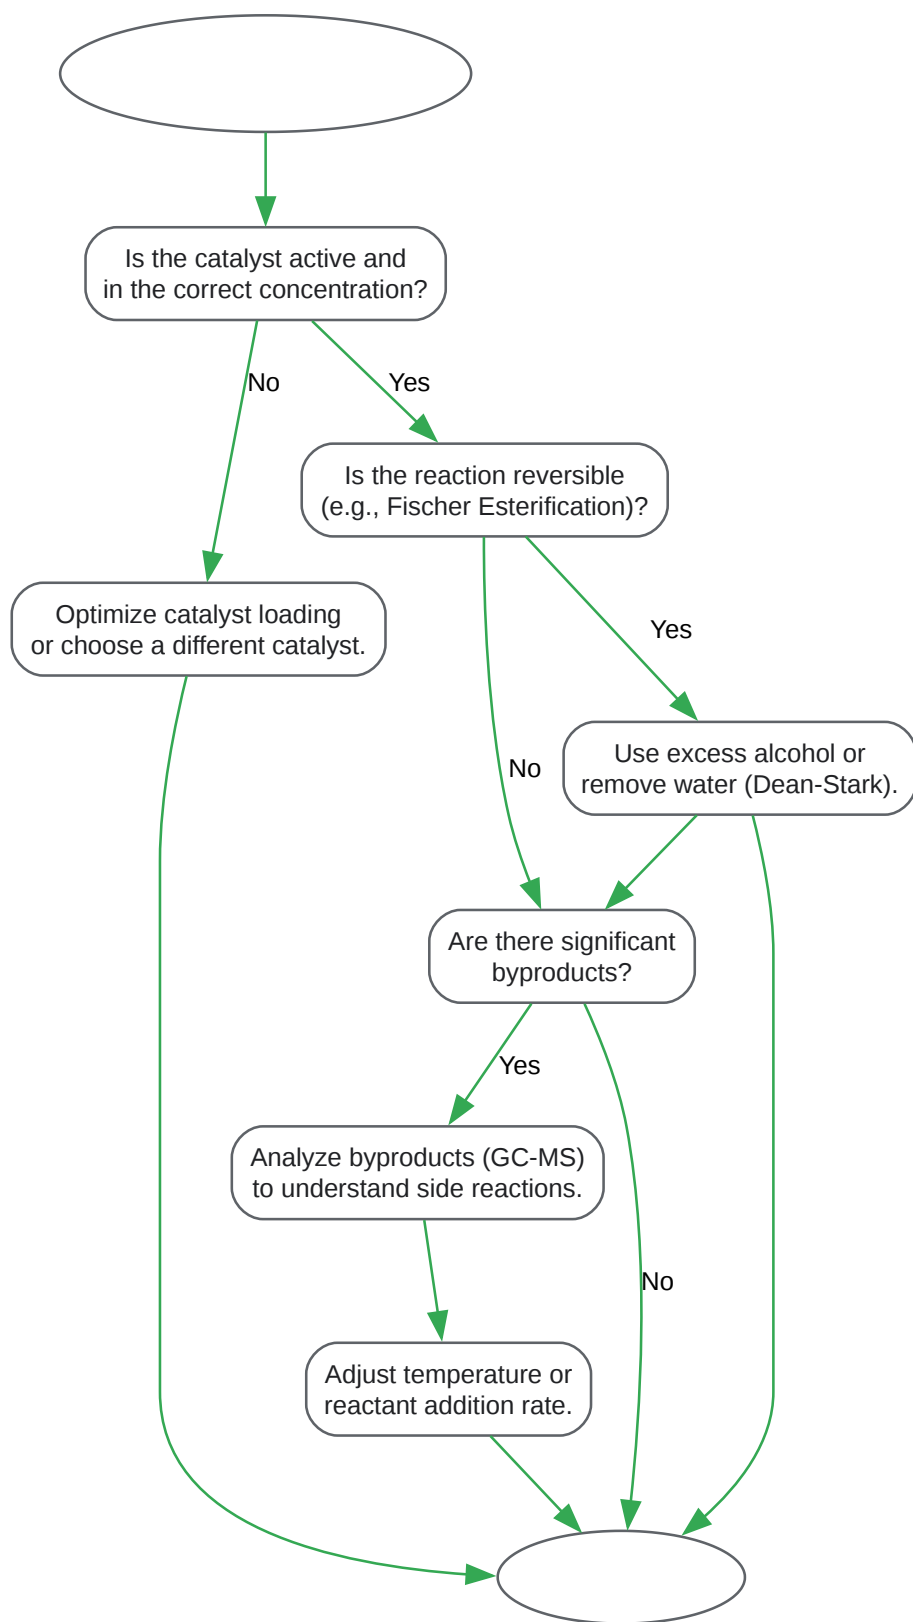 Is the catalyst active and
in the correct concentration?
No
Yes
Is the reaction reversible
(e.g., Fischer Esterification)?
Optimize catalyst loading
or choose a different catalyst.
Yes
No
Use excess alcohol or
remove water (Dean-Stark).
Are there significant
byproducts?
Yes
Analyze byproducts (GC-MS)
to understand side reactions.
No
Adjust temperature or
reactant addition rate.